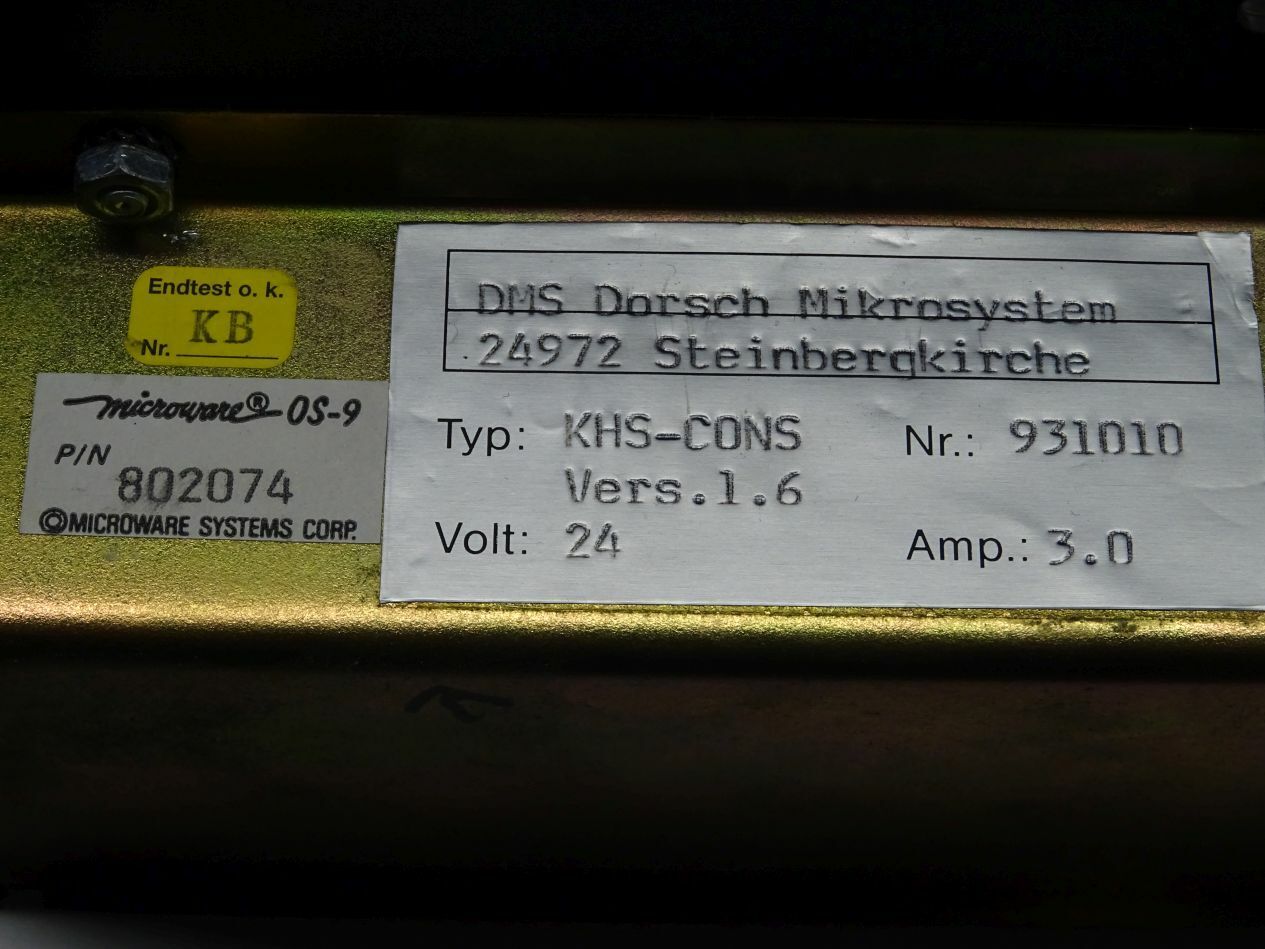 Endtest o. k.
KB
Nr.
microware® OS-9
P/N
802074
©MICROWARE SYSTEMS CORP.
DMS Dorsch Mikrosystem
24972 Steinbergkirche
Typ: KHS-CONS Nr.: 931010
Vers.1.6
Volt: 24 Amp.: 3.0